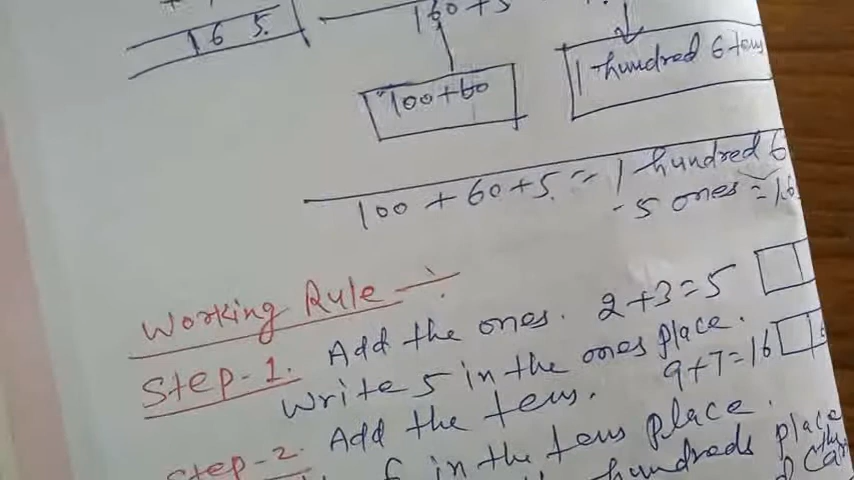 165.
160+5
100+60
1 hundred 6 tens
100 + 60 + 5. = 1 hundred 6
5 ones = 16
Working Rule -:
Step-1. Add the ones. 2+3=5
Write 5 in the ones place.
Step-2. Add the tens. 9+7=16
6 in the tens place.
hundreds place